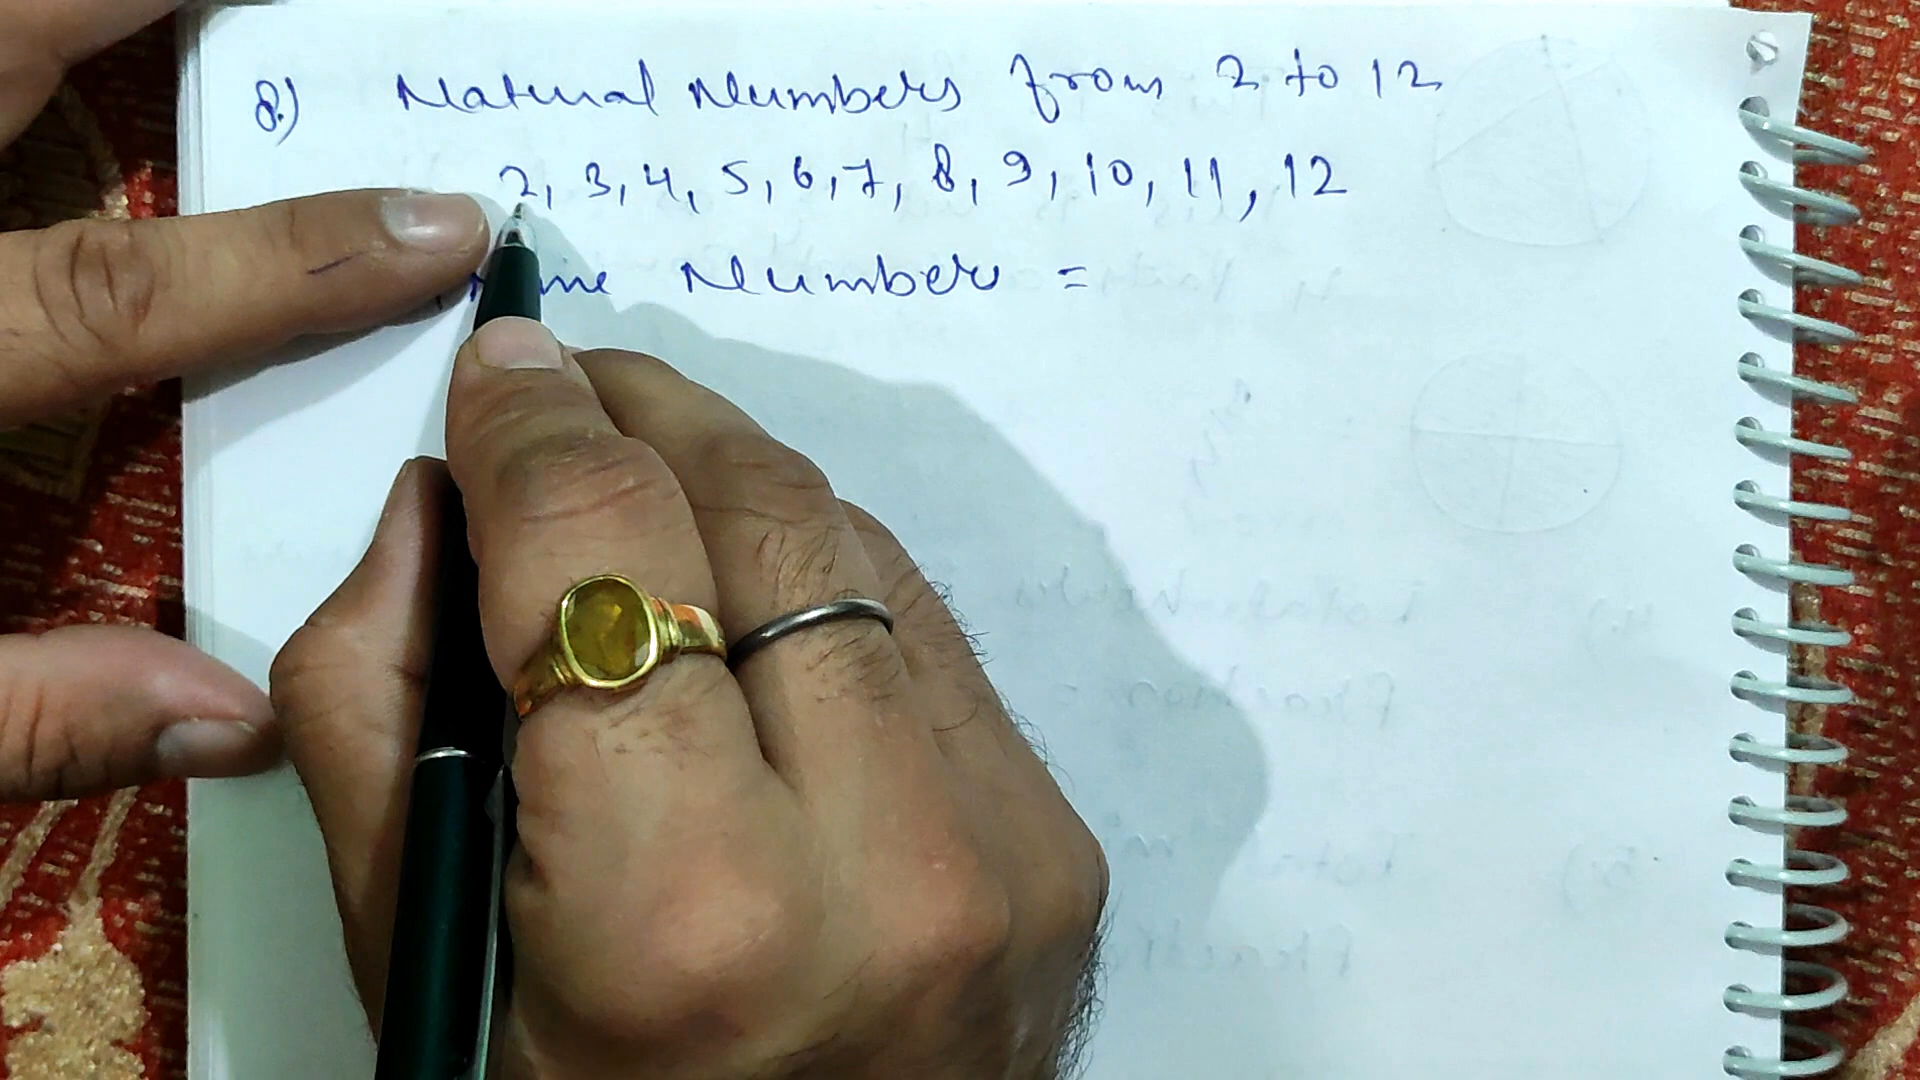 8.) Natural Numbers from 2 to 12
2, 3, 4, 5, 6, 7, 8, 9, 10, 11, 12
Number =